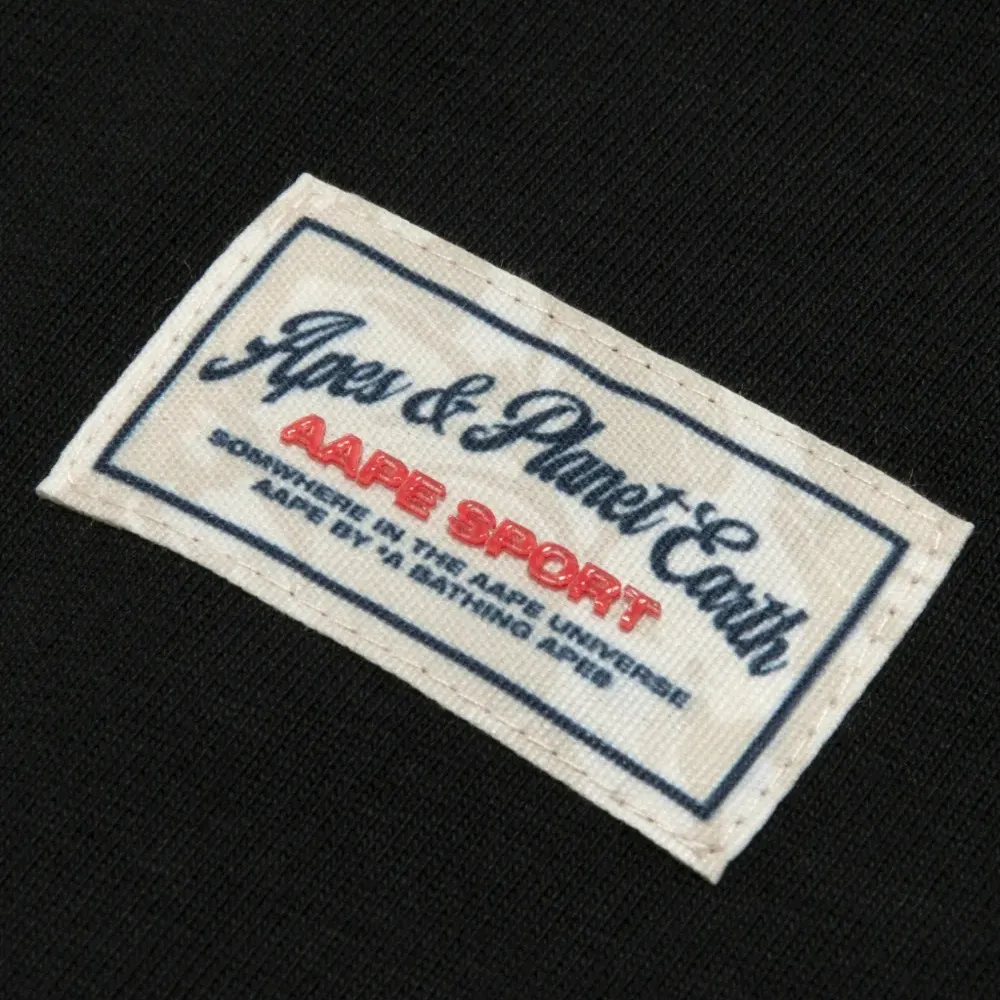 Apes & Planet Earth
AAPE SPORT
SOMWHERE IN THE AAPE UNIVERSE
AAPE BY *A BATHING APE®